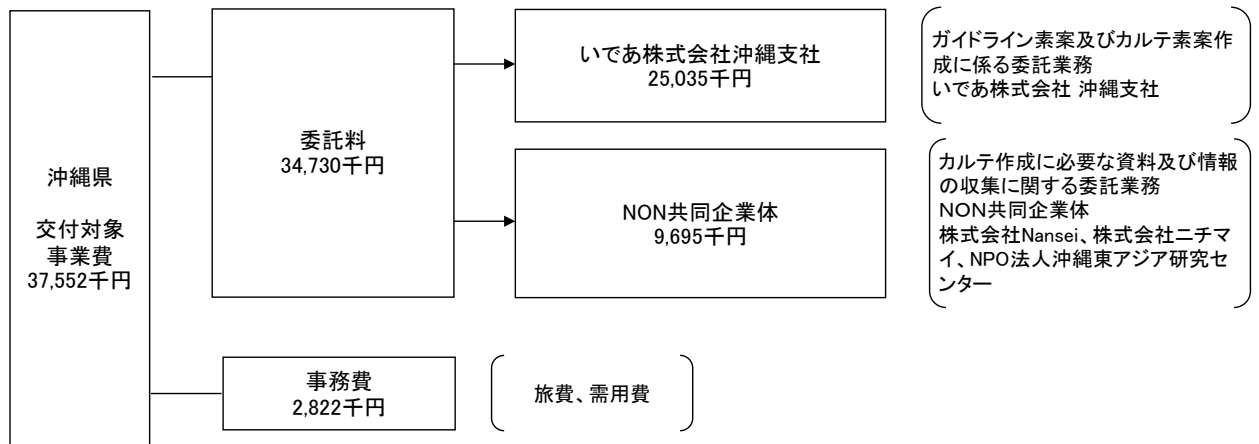 沖縄県
交付対象
事業費
37,552千円
委託料
34,730千円
いであ株式会社沖縄支社
25,035千円
ガイドライン素案及びカルテ素案作
成に係る委託業務
いであ株式会社 沖縄支社
NON共同企業体
9,695千円
カルテ作成に必要な資料及び情報
の収集に関する委託業務
NON共同企業体
株式会社Nansei、株式会社ニチマ
イ、NPO法人沖縄東アジア研究セ
ンター
事務費
2,822千円
旅費、需用費